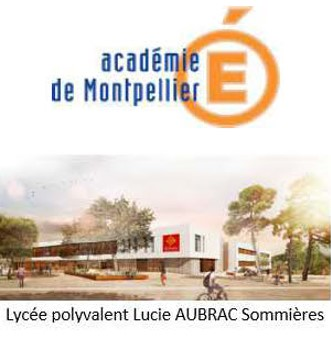 académie
de Montpellier
É
Lycée polyvalent Lucie AUBRAC Sommières